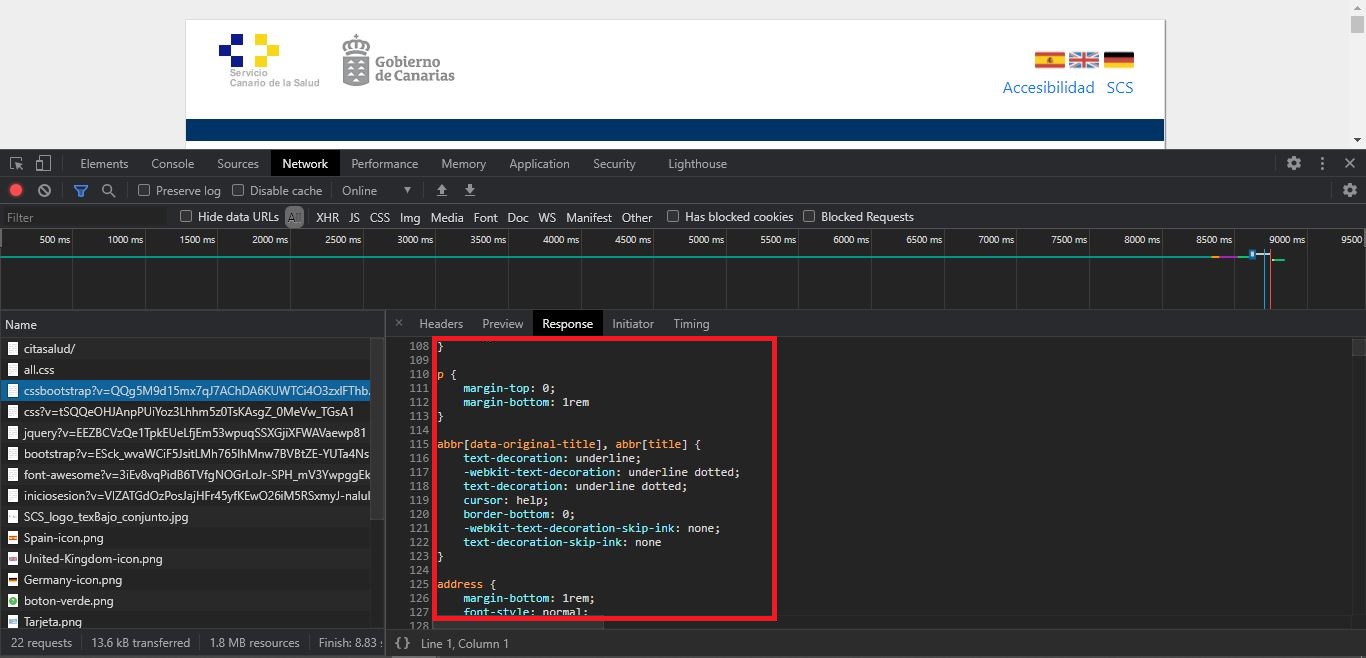 Servicio
Canario de la Salud
Gobierno
de Canarias
Accesibilidad SCS
Elements Console Sources Network Performance Memory Application Security Lighthouse
Preserve log Disable cache Online
Filter Hide data URLs All XHR JS CSS Img Media Font Doc WS Manifest Other Has blocked cookies Blocked Requests
500 ms 1000 ms 1500 ms 2000 ms 2500 ms 3000 ms 3500 ms 4000 ms 4500 ms 5000 ms 5500 ms 6000 ms 6500 ms 7000 ms 7500 ms 8000 ms 8500 ms 9000 ms 9500
Name
citasalud/
all.css
cssbootstrap?v=QQg5M9d15mx7qJ7AChDA6KUWTCi4O3zxIFThb.
css?v=tSQQeOHJAnpPUiYoz3Lhhm5z0TsKAsgZ_0MeVw_TGsA1
jquery?v=EEZBCVzQe1TpkEUeLfjEm53wpuqSSXGjiXFWAVaewp81
bootstrap?v=ESck_wvaWCiF5JsitLMh765IhMnw7BVBtZE-YUTa4Ns
font-awesome?v=3iEv8vqPidB6TVfgNOGrLoJr-SPH_mV3YwpggEk
iniciosesion?v=VIZATGdOzPosJajHFr45yfKEwO26iM5RSxmyJ-nalul
SCS_logo_texBajo_conjunto.jpg
Spain-icon.png
United-Kingdom-icon.png
Germany-icon.png
boton-verde.png
Tarjeta.png
22 requests 13.6 kB transferred 1.8 MB resources Finish: 8.83
Headers Preview Response Initiator Timing
108 }
109
110 p {
111 margin-top: 0;
112 margin-bottom: 1rem
113 }
114
115 abbr[data-original-title], abbr[title] {
116 text-decoration: underline;
117 -webkit-text-decoration: underline dotted;
118 text-decoration: underline dotted;
119 cursor: help;
120 border-bottom: 0;
121 -webkit-text-decoration-skip-ink: none;
122 text-decoration-skip-ink: none
123 }
124
125 address {
126 margin-bottom: 1rem;
127 font-style: normal;
128
{} Line 1, Column 1